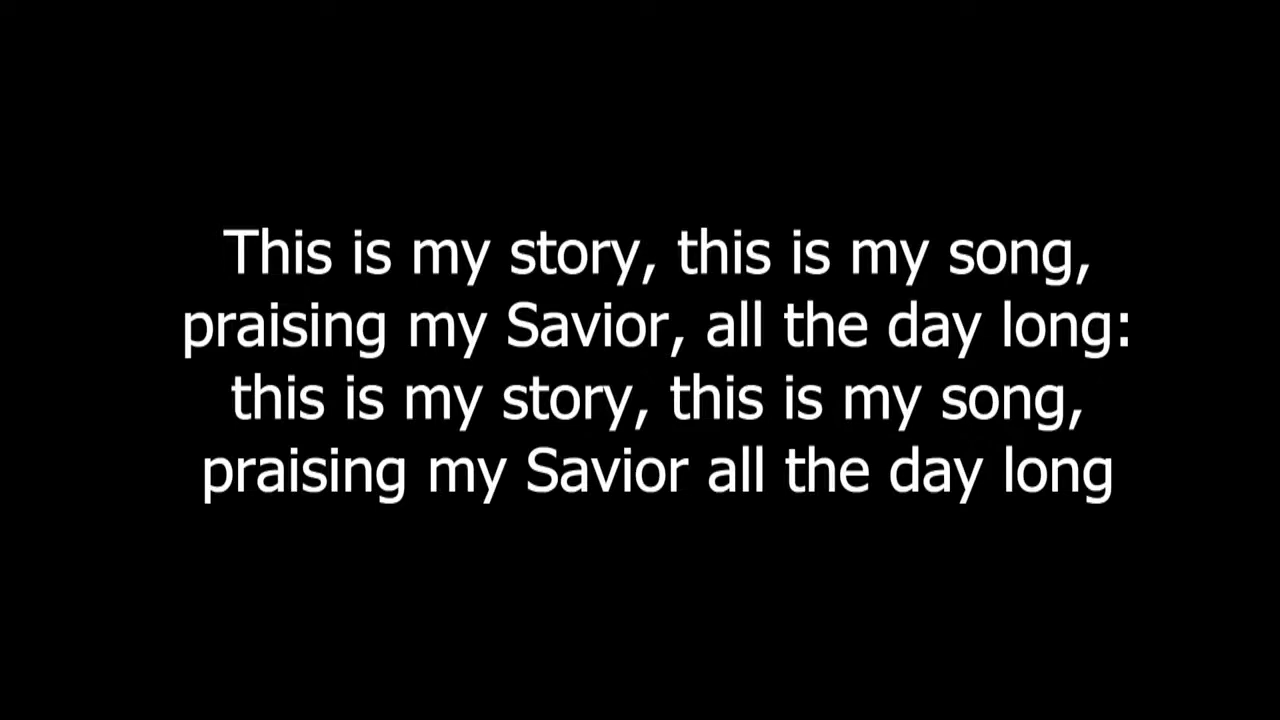 This is my story, this is my song,
praising my Savior, all the day long:
this is my story, this is my song,
praising my Savior all the day long